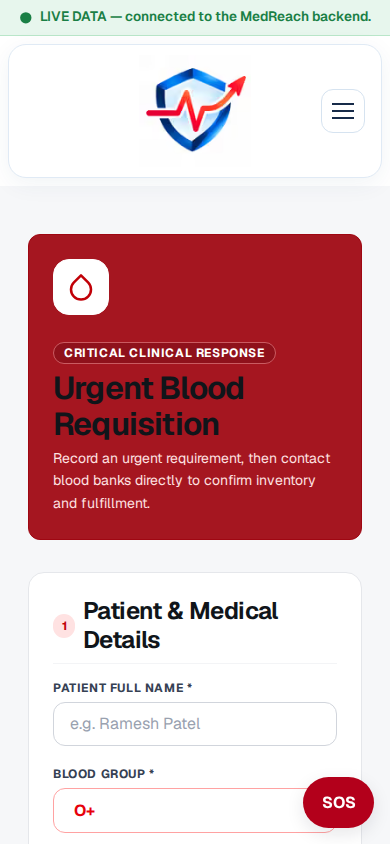 LIVE DATA — connected to the MedReach backend.
CRITICAL CLINICAL RESPONSE
Urgent Blood
Requisition
Record an urgent requirement, then contact
blood banks directly to confirm inventory
and fulfillment.
1
Patient & Medical
Details
PATIENT FULL NAME *
e.g. Ramesh Patel
BLOOD GROUP *
O+
SOS